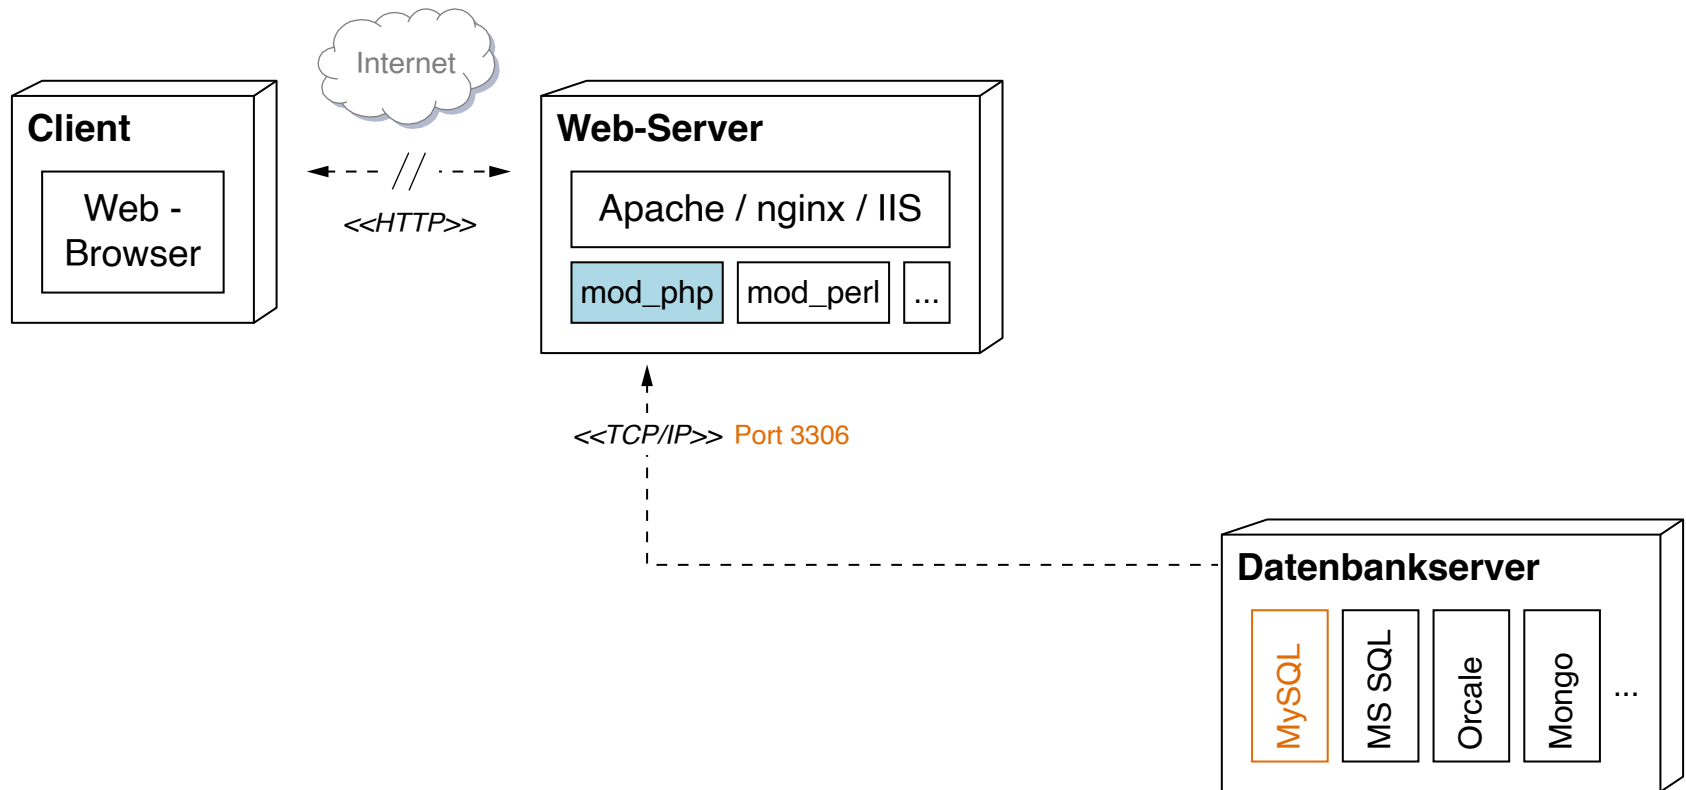 Internet
Client
Web -
Browser
<<HTTP>>
Web-Server
Apache / nginx / IIS
mod_php
mod_perl
...
<<TCP/IP>> Port 3306
Datenbankserver
MySQL
MS SQL
Orcale
Mongo
...